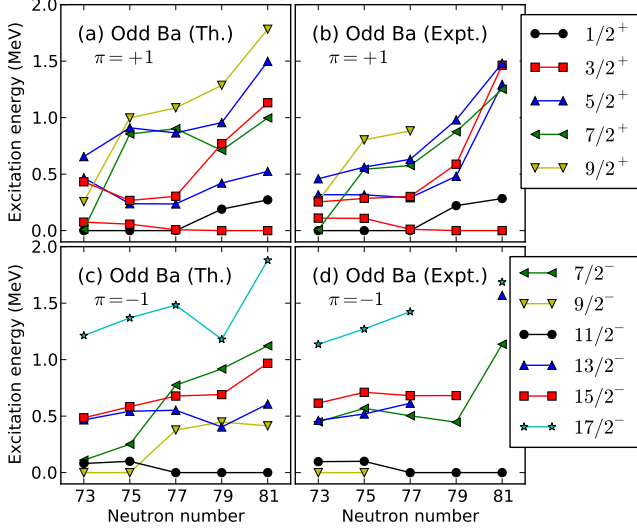 2.0
1.5
1.0
0.5
0.0
Excitation energy (MeV)
(a) Odd Ba (Th.)
π=+1
(b) Odd Ba (Expt.)
π=+1
1/2⁺
3/2⁺
5/2⁺
7/2⁺
9/2⁺
2.0
1.5
1.0
0.5
0.0
Excitation energy (MeV)
(c) Odd Ba (Th.)
π=−1
(d) Odd Ba (Expt.)
π=−1
7/2⁻
9/2⁻
11/2⁻
13/2⁻
15/2⁻
17/2⁻
73 75 77 79 81
Neutron number
73 75 77 79 81
Neutron number